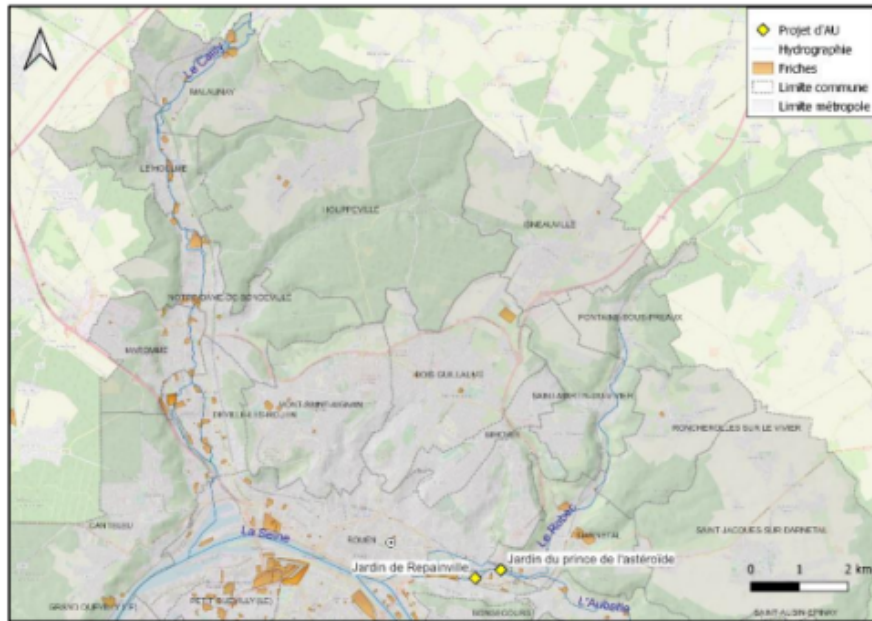 Projet d'AU
Hydrographie
Friches
Limite commune
Limite métropole
Le Cailly
MALAUNAY
LE HOULME
HOUPPEVILLE
ISNEAUVILLE
NOTRE-DAME-DE-BONDEVILLE
FONTAINE-SOUS-PREAUX
MAROMME
BOIS GUILLAUME
SAINT-MARTIN-DU-VIVIER
DEVILLE-LES-ROUEN
MONT-SAINT-AIGNAN
BIHOREL
RONCHEROLLES SUR LE VIVIER
Le Robec
CANTELEU
La Seine
ROUEN
DARNETAL
SAINT JACQUES SUR DARNETAL
Jardin du prince de l'astéroïde
Jardin de Repainville
0 1 2 km
GRAND QUEVILLY (LE)
PETIT QUEVILLY (LE)
L'Aubette
BONSECOURS
SAINT-AUBIN-EPINAY